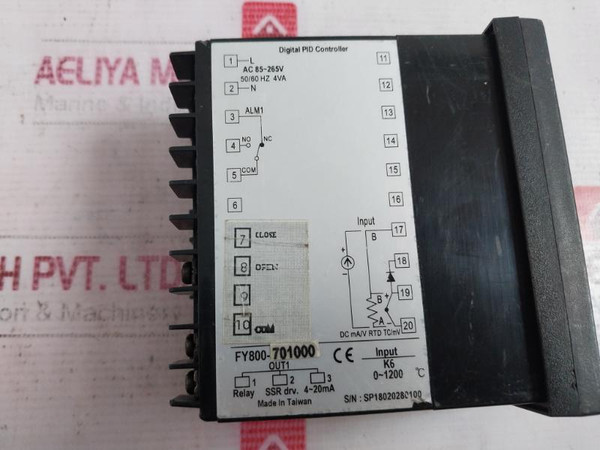 AELIYA M
Marine & Ind
H PVT. LTD
tion & M
Digital PID Controller
1 L
AC 85~265V
50/60 HZ 4VA
2 N
3 ALM1
4 NO NC
5 COM
6
7 CLOSE
8 OPEN
9
10 COM
11
12
13
14
15
16
Input
17 B
18
19 B
20 A
DC mA/V RTD TC/mV
FY800-701000
CE
Input
K6
0~1200 ℃
OUT1
1 2 3
Relay SSR drv. 4~20mA
Made In Taiwan
S/N : SP18020280100